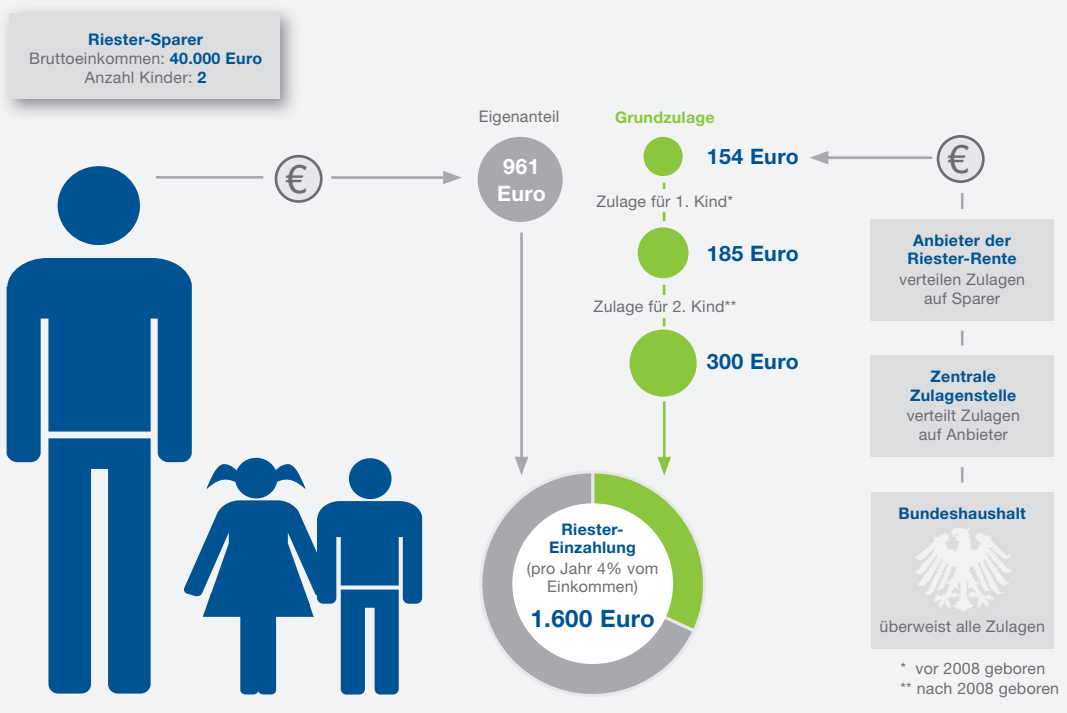 Riester-Sparer
Bruttoeinkommen: 40.000 Euro
Anzahl Kinder: 2
€
Eigenanteil
961
Euro
Grundzulage
154 Euro
Zulage für 1. Kind*
185 Euro
Zulage für 2. Kind**
300 Euro
Riester-
Einzahlung
(pro Jahr 4% vom
Einkommen)
1.600 Euro
€
Anbieter der
Riester-Rente
verteilen Zulagen
auf Sparer
Zentrale
Zulagenstelle
verteilt Zulagen
auf Anbieter
Bundeshaushalt
überweist alle Zulagen
* vor 2008 geboren
** nach 2008 geboren